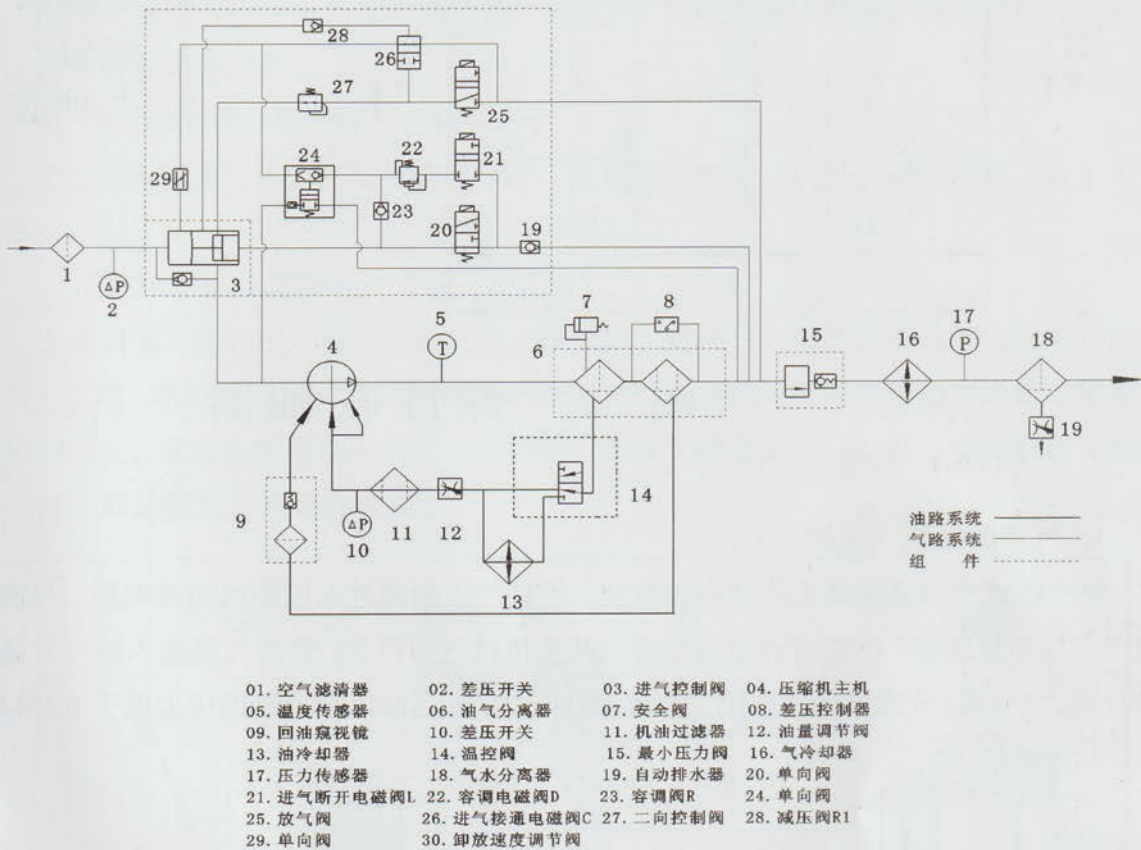 28
26
27
25
24
22
21
29
23
20
19
1
2
3
ΔP
7
8
5
T
4
6
17
P
15
16
18
19
14
9
ΔP
10
11
12
13
油路系统
气路系统
组 件
01. 空气滤清器 02. 差压开关 03. 进气控制阀 04. 压缩机主机
05. 温度传感器 06. 油气分离器 07. 安全阀 08. 差压控制器
09. 回油窥视镜 10. 差压开关 11. 机油过滤器 12. 油量调节阀
13. 油冷却器 14. 温控阀 15. 最小压力阀 16. 气冷却器
17. 压力传感器 18. 气水分离器 19. 自动排水器 20. 单向阀
21. 进气断开电磁阀L 22. 容调电磁阀D 23. 容调阀R 24. 单向阀
25. 放气阀 26. 进气接通电磁阀C 27. 二向控制阀 28. 减压阀R1
29. 单向阀 30. 卸放速度调节阀